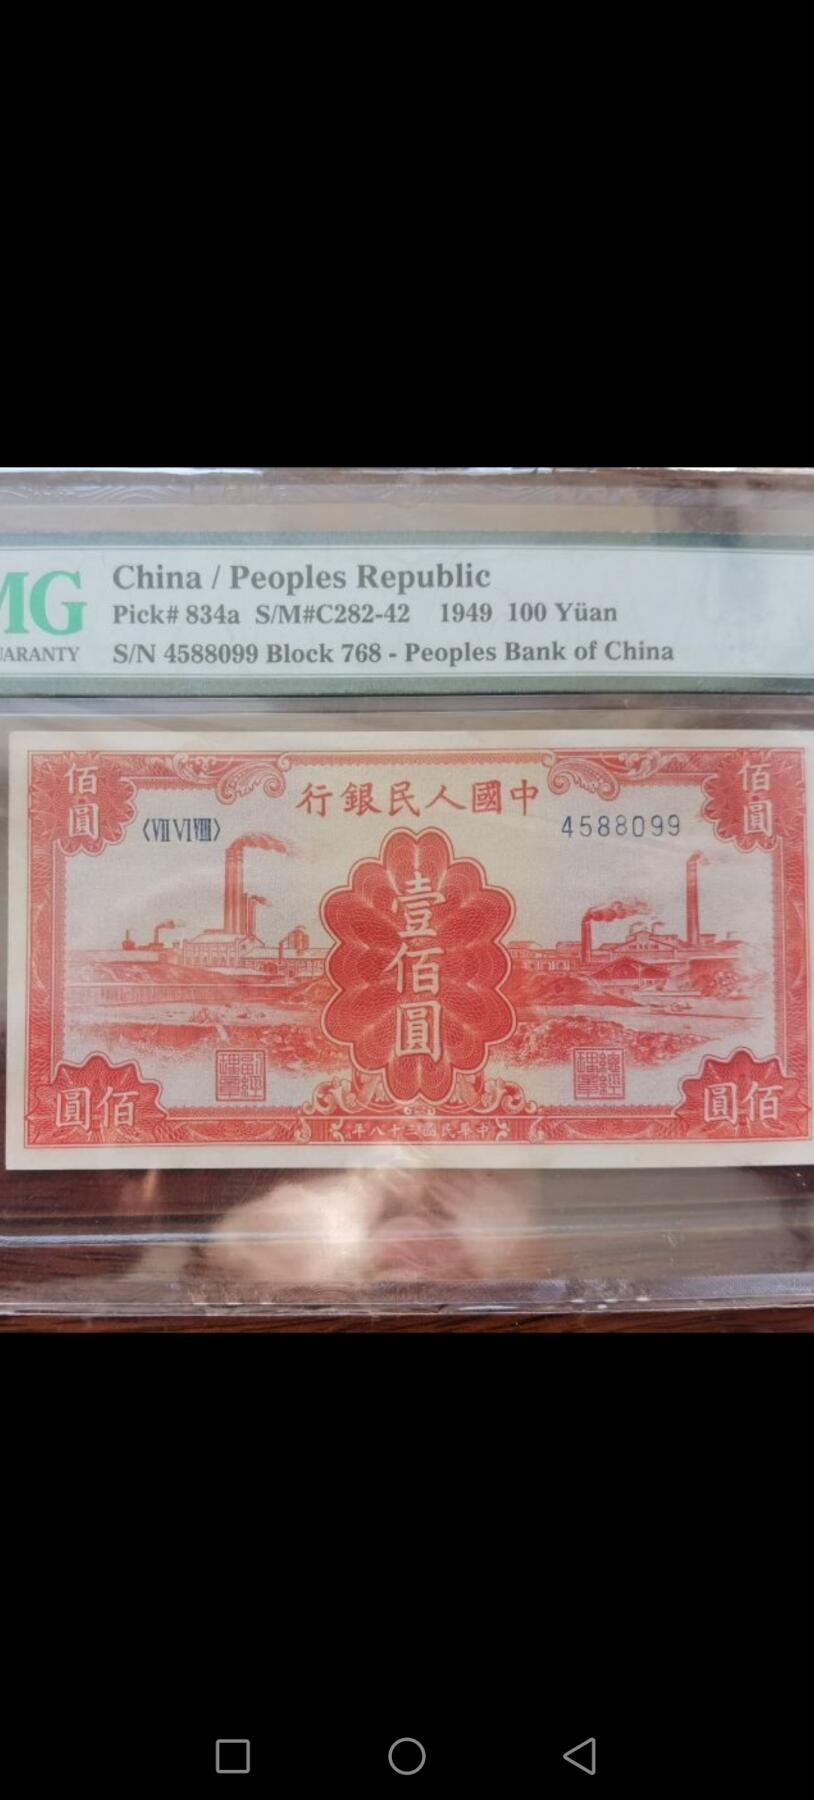 MG
China / Peoples Republic
Pick# 834a S/M#C282-42 1949 100 Yüan
UARANTY
S/N 4588099 Block 768 - Peoples Bank of China
佰圓
行銀民人國中
佰圓
〈VII VI VIII〉
4588099
壹佰圓
圓佰
圓佰
年八十三國民華中